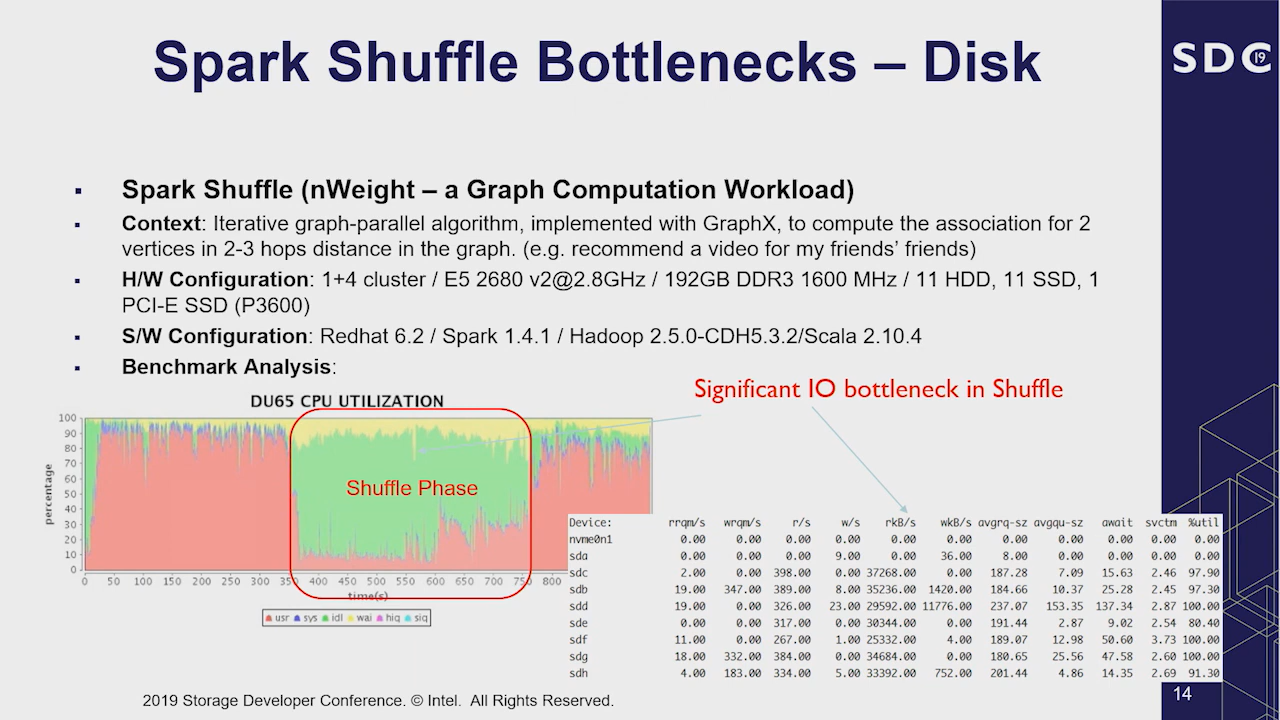 Spark Shuffle Bottlenecks – Disk
SDC 19
▪ Spark Shuffle (nWeight – a Graph Computation Workload)
▪ Context: Iterative graph-parallel algorithm, implemented with GraphX, to compute the association for 2
vertices in 2-3 hops distance in the graph. (e.g. recommend a video for my friends’ friends)
▪ H/W Configuration: 1+4 cluster / E5 2680 v2@2.8GHz / 192GB DDR3 1600 MHz / 11 HDD, 11 SSD, 1
PCI-E SSD (P3600)
▪ S/W Configuration: Redhat 6.2 / Spark 1.4.1 / Hadoop 2.5.0-CDH5.3.2/Scala 2.10.4
▪ Benchmark Analysis:
Significant IO bottleneck in Shuffle
DU65 CPU UTILIZATION
percentage
100
90
80
70
60
50
40
30
20
10
0
Shuffle Phase
0 50 100 150 200 250 300 350 400 450 500 550 600 650 700 750 800
time(s)
usr sys idl wai hiq siq
Device: rrqm/s wrqm/s r/s w/s rkB/s wkB/s avgrq-sz avgqu-sz await svctm %util
nvme0n1 0.00 0.00 0.00 0.00 0.00 0.00 0.00 0.00 0.00 0.00 0.00
sda 0.00 0.00 0.00 9.00 0.00 36.00 8.00 0.00 0.00 0.00 0.00
sdc 2.00 0.00 398.00 0.00 37268.00 0.00 187.28 7.09 15.63 2.46 97.90
sdb 19.00 347.00 389.00 8.00 35236.00 1420.00 184.66 10.37 25.28 2.45 97.30
sdd 19.00 0.00 326.00 23.00 29592.00 11776.00 237.07 153.35 137.34 2.87 100.00
sde 0.00 0.00 317.00 0.00 30344.00 0.00 191.44 2.87 9.02 2.54 80.40
sdf 11.00 0.00 267.00 1.00 25332.00 4.00 189.07 12.98 50.60 3.73 100.00
sdg 18.00 332.00 384.00 0.00 34684.00 0.00 180.65 25.56 47.58 2.60 100.00
sdh 4.00 183.00 334.00 5.00 33392.00 752.00 201.44 4.86 14.35 2.69 91.30
2019 Storage Developer Conference. © Intel. All Rights Reserved.
14